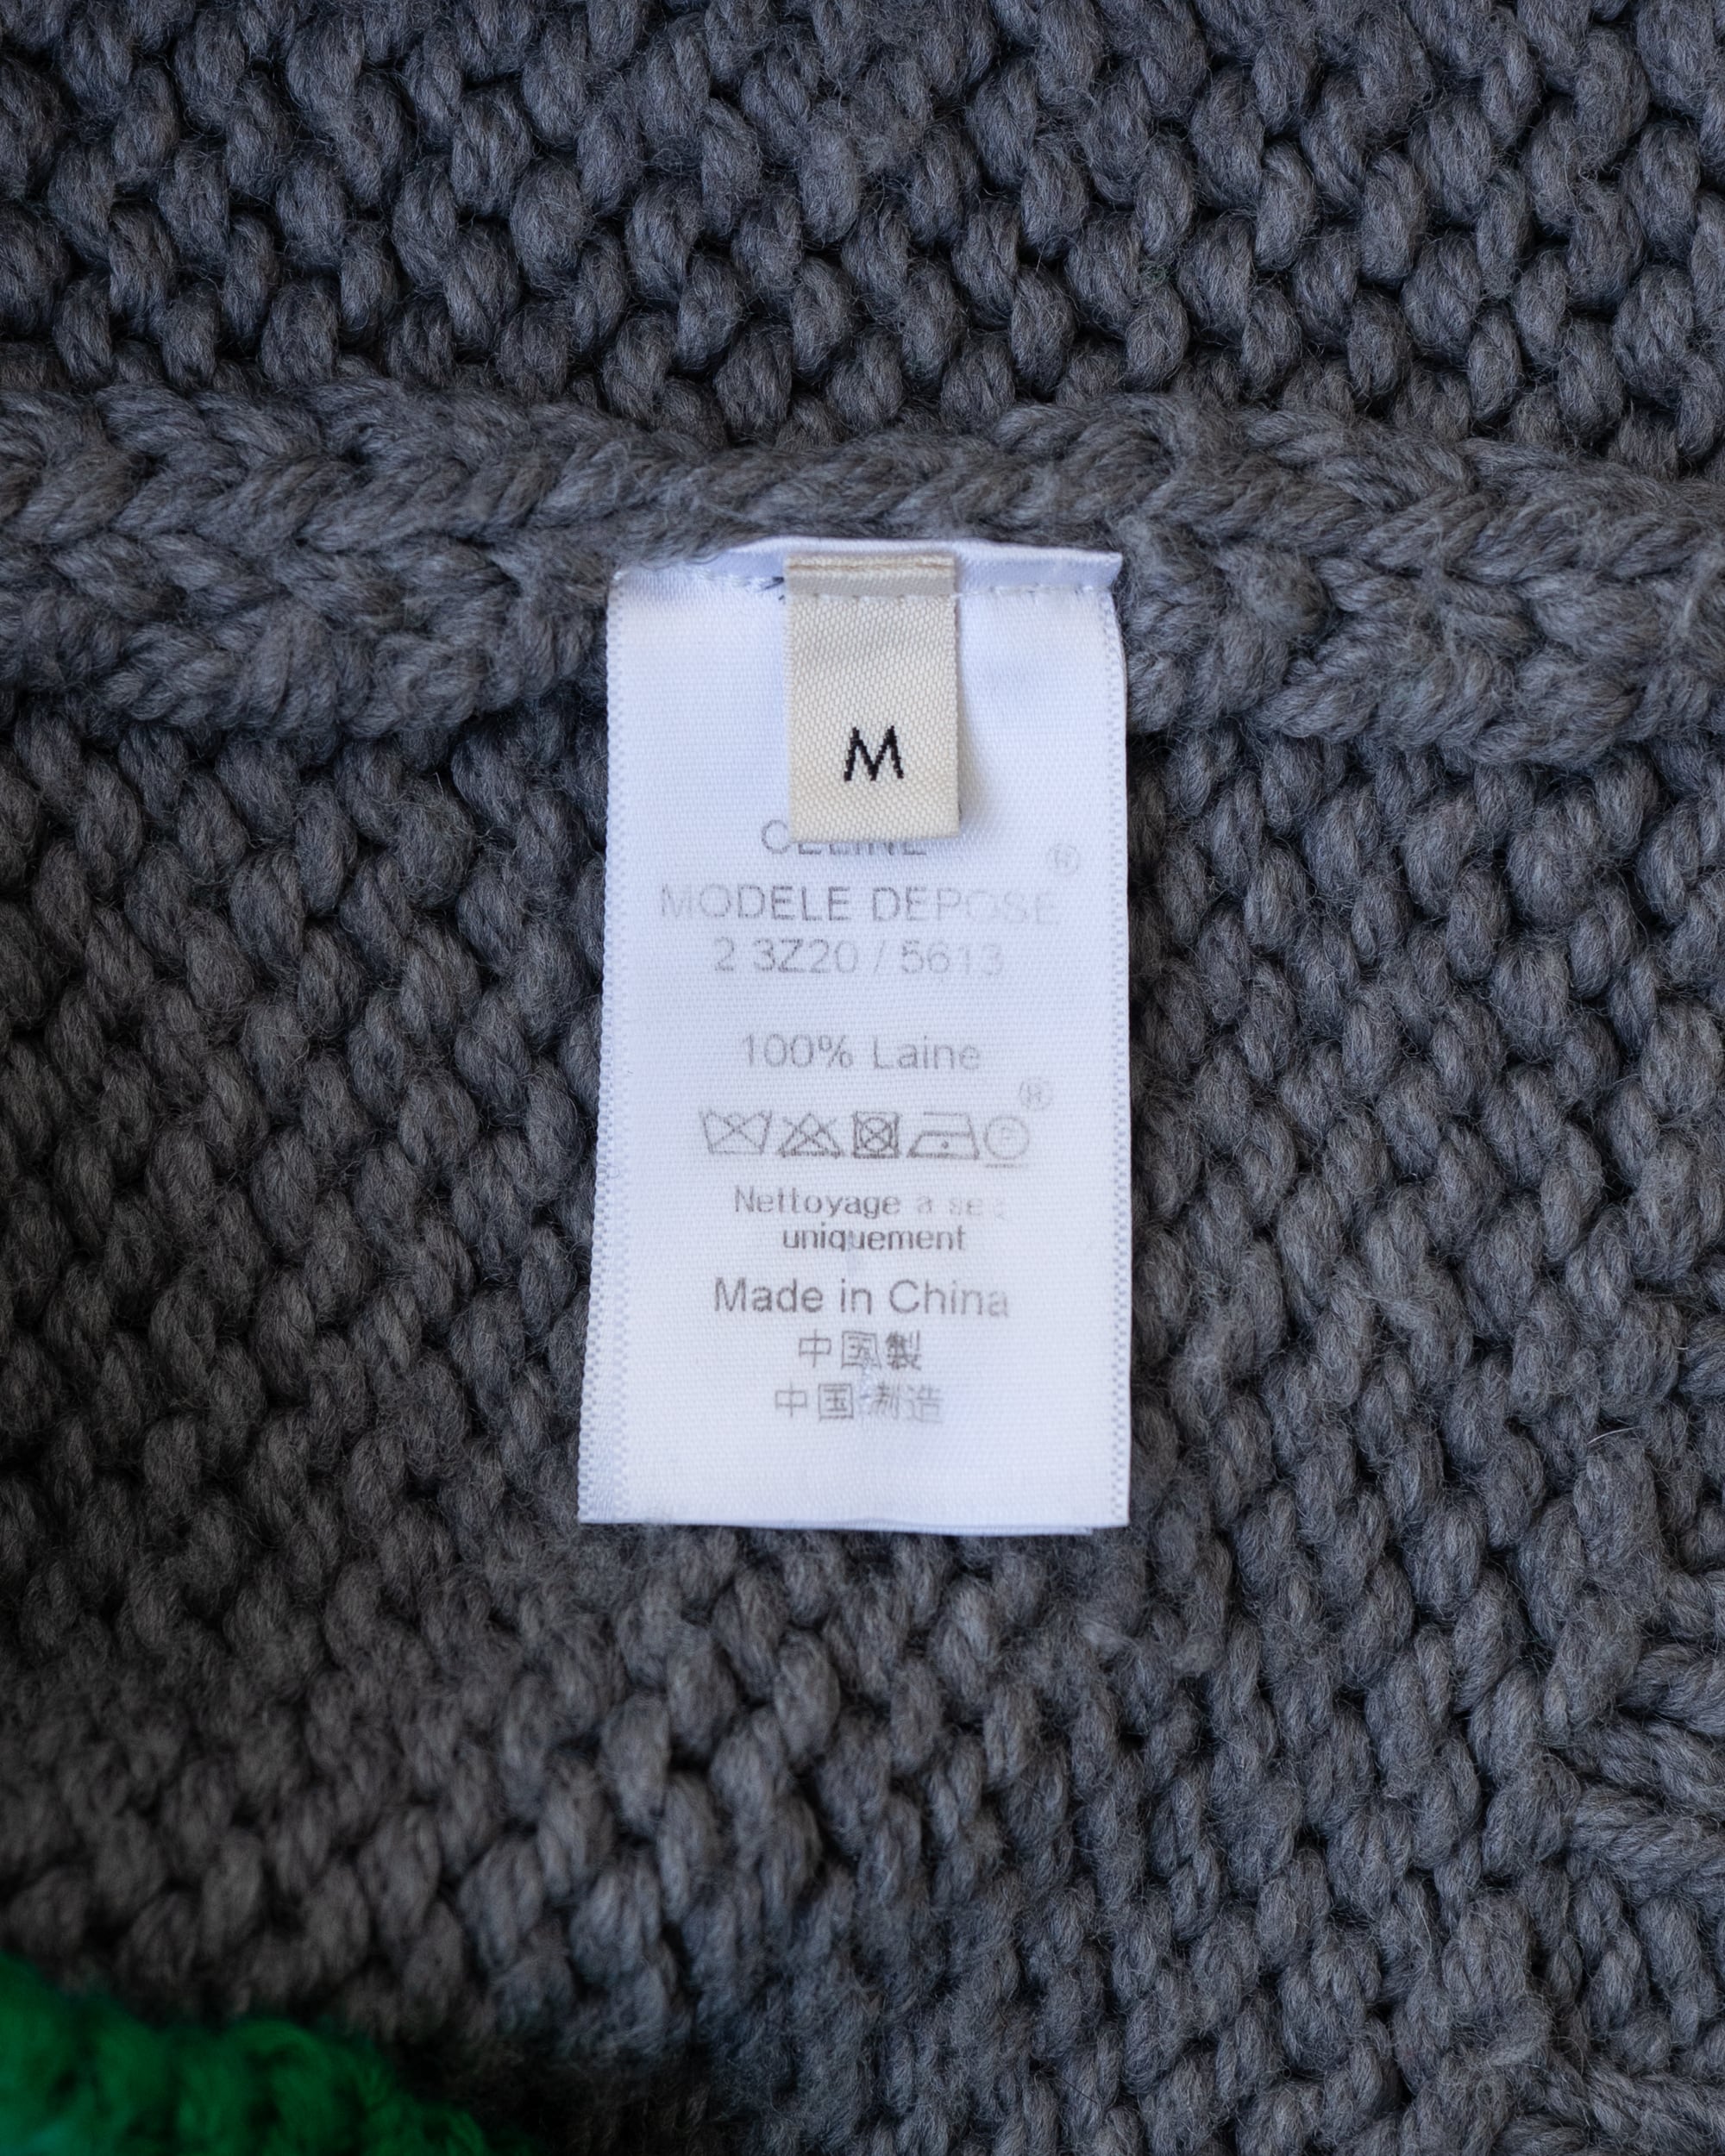 M
CELINE
®
MODELE DEPOSE
2 3Z20 / 5613
100% Laine
®
P
Nettoyage a sec
uniquement
Made in China
中国製
中国制造